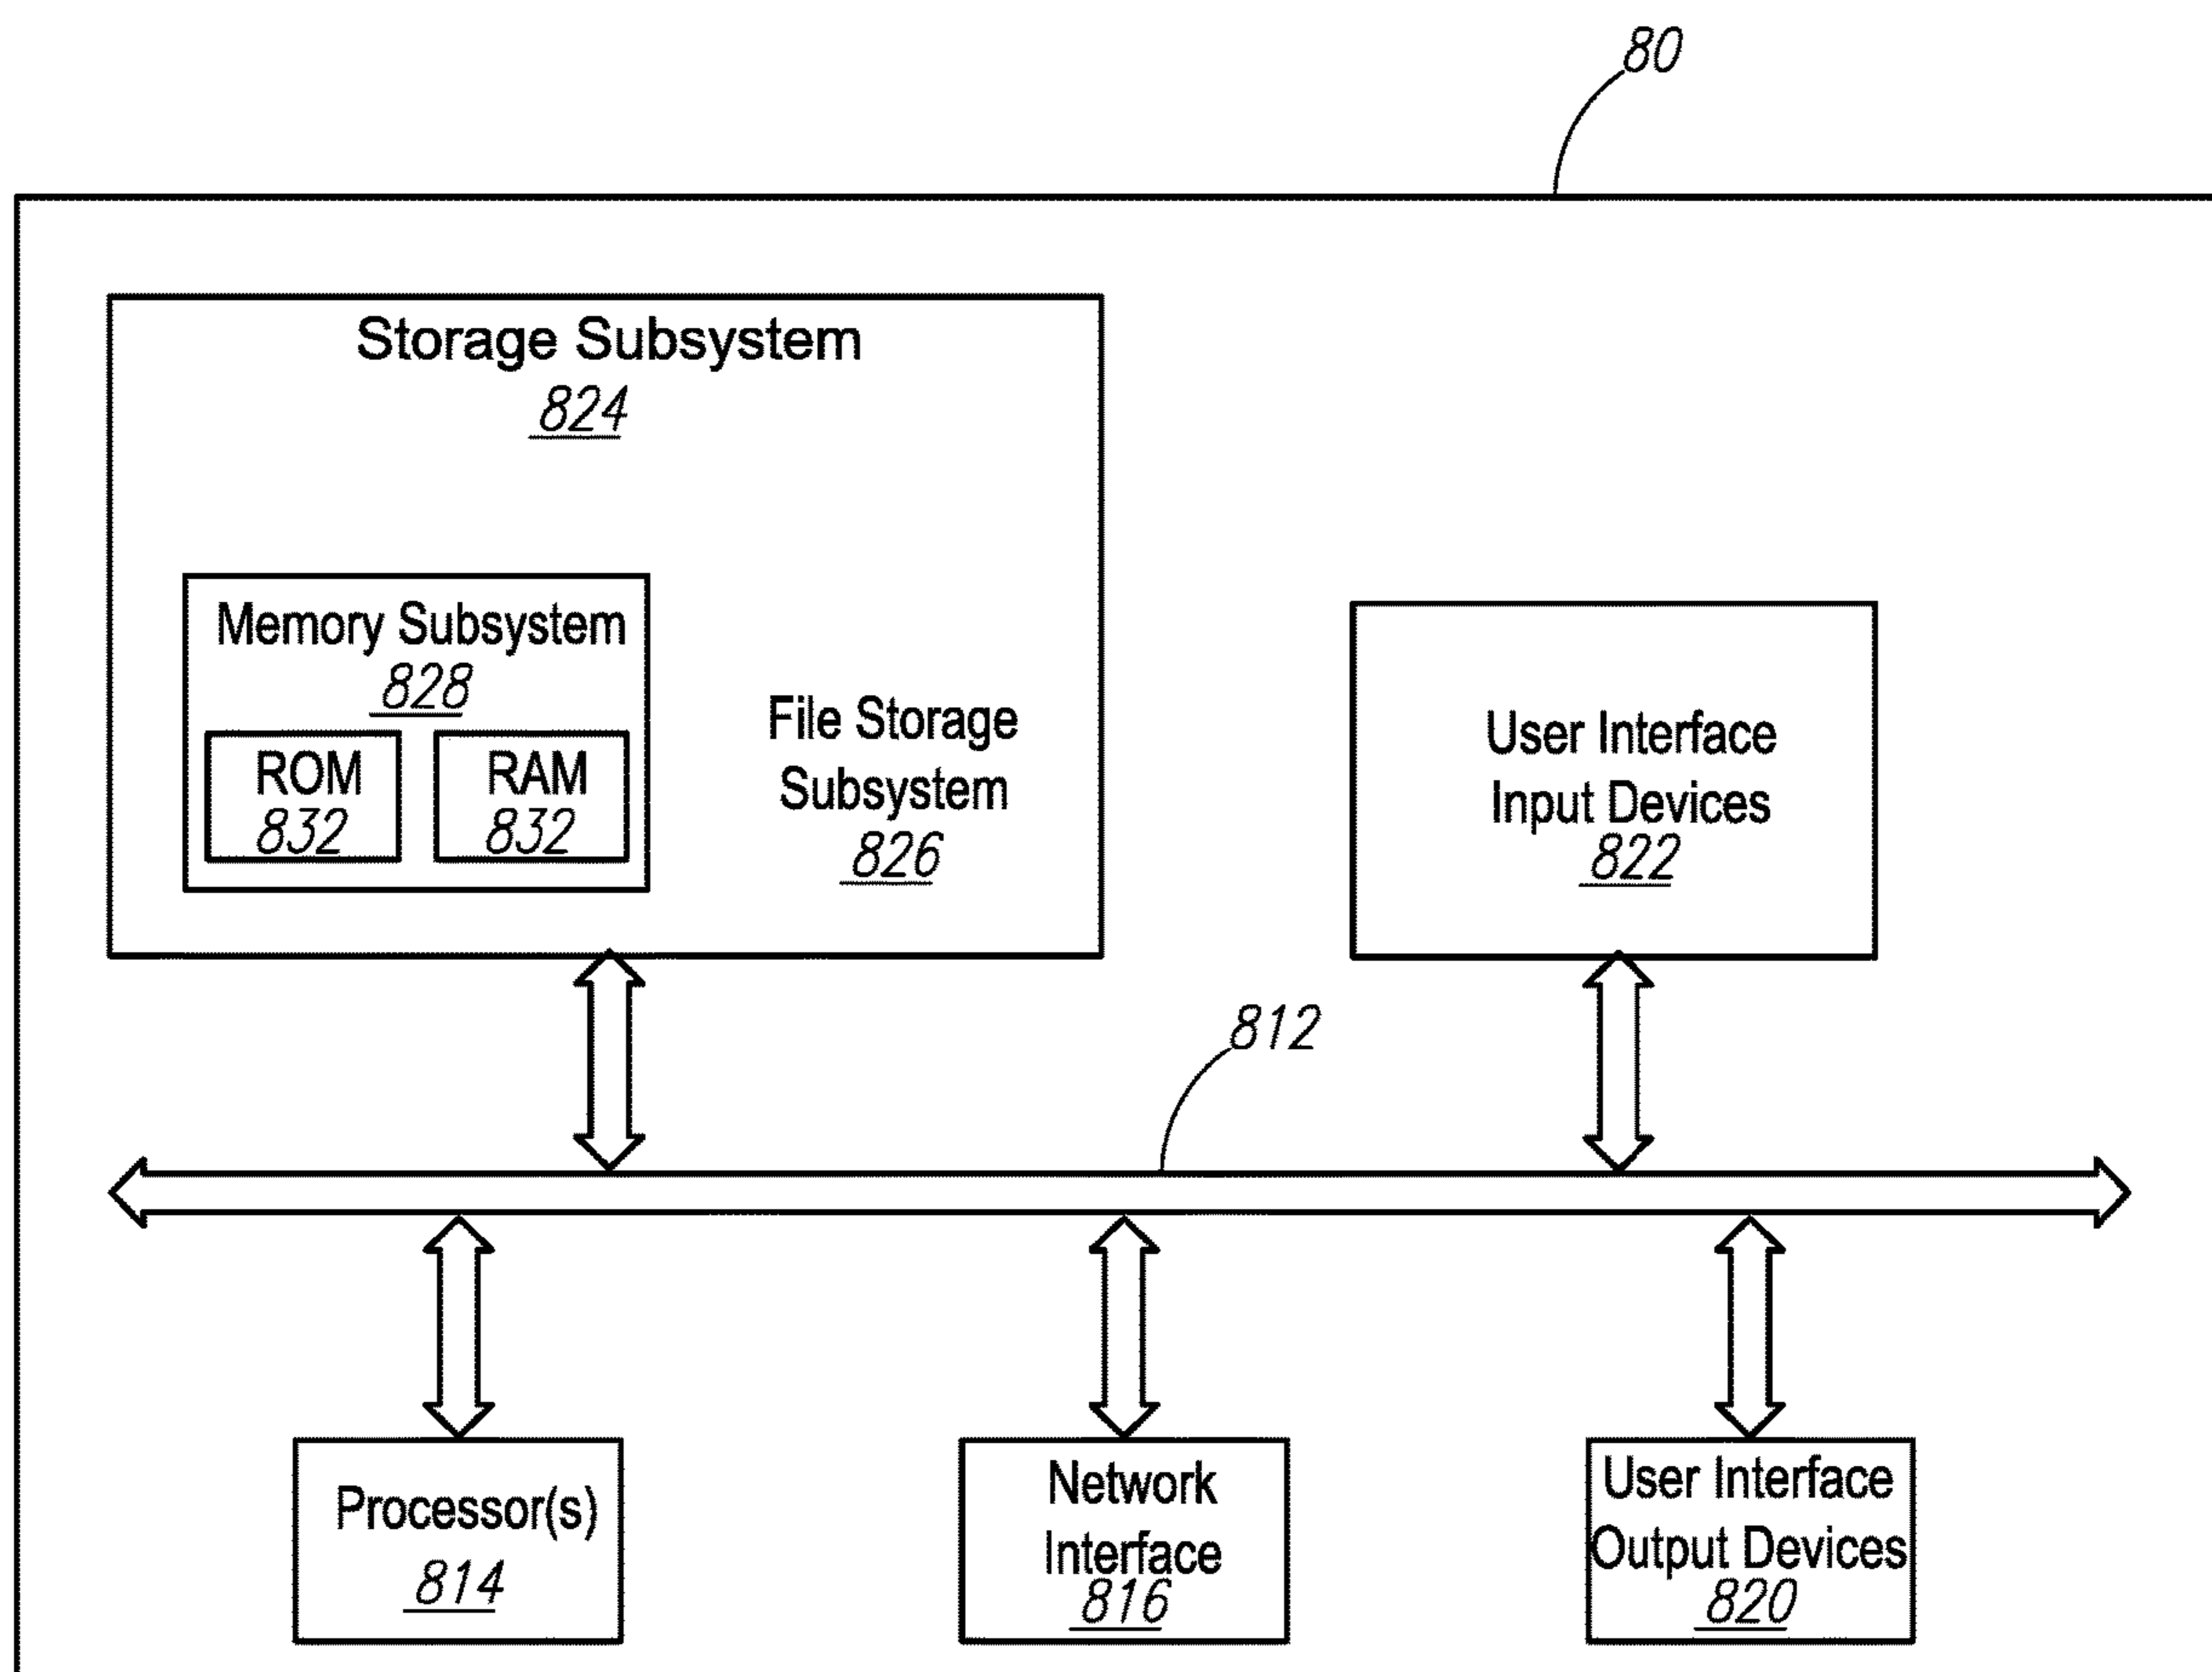 80
Storage Subsystem
824
Memory Subsystem
828
ROM
832
RAM
832
File Storage
Subsystem
826
User Interface
Input Devices
822
812
Processor(s)
814
Network
Interface
816
User Interface
Output Devices
820